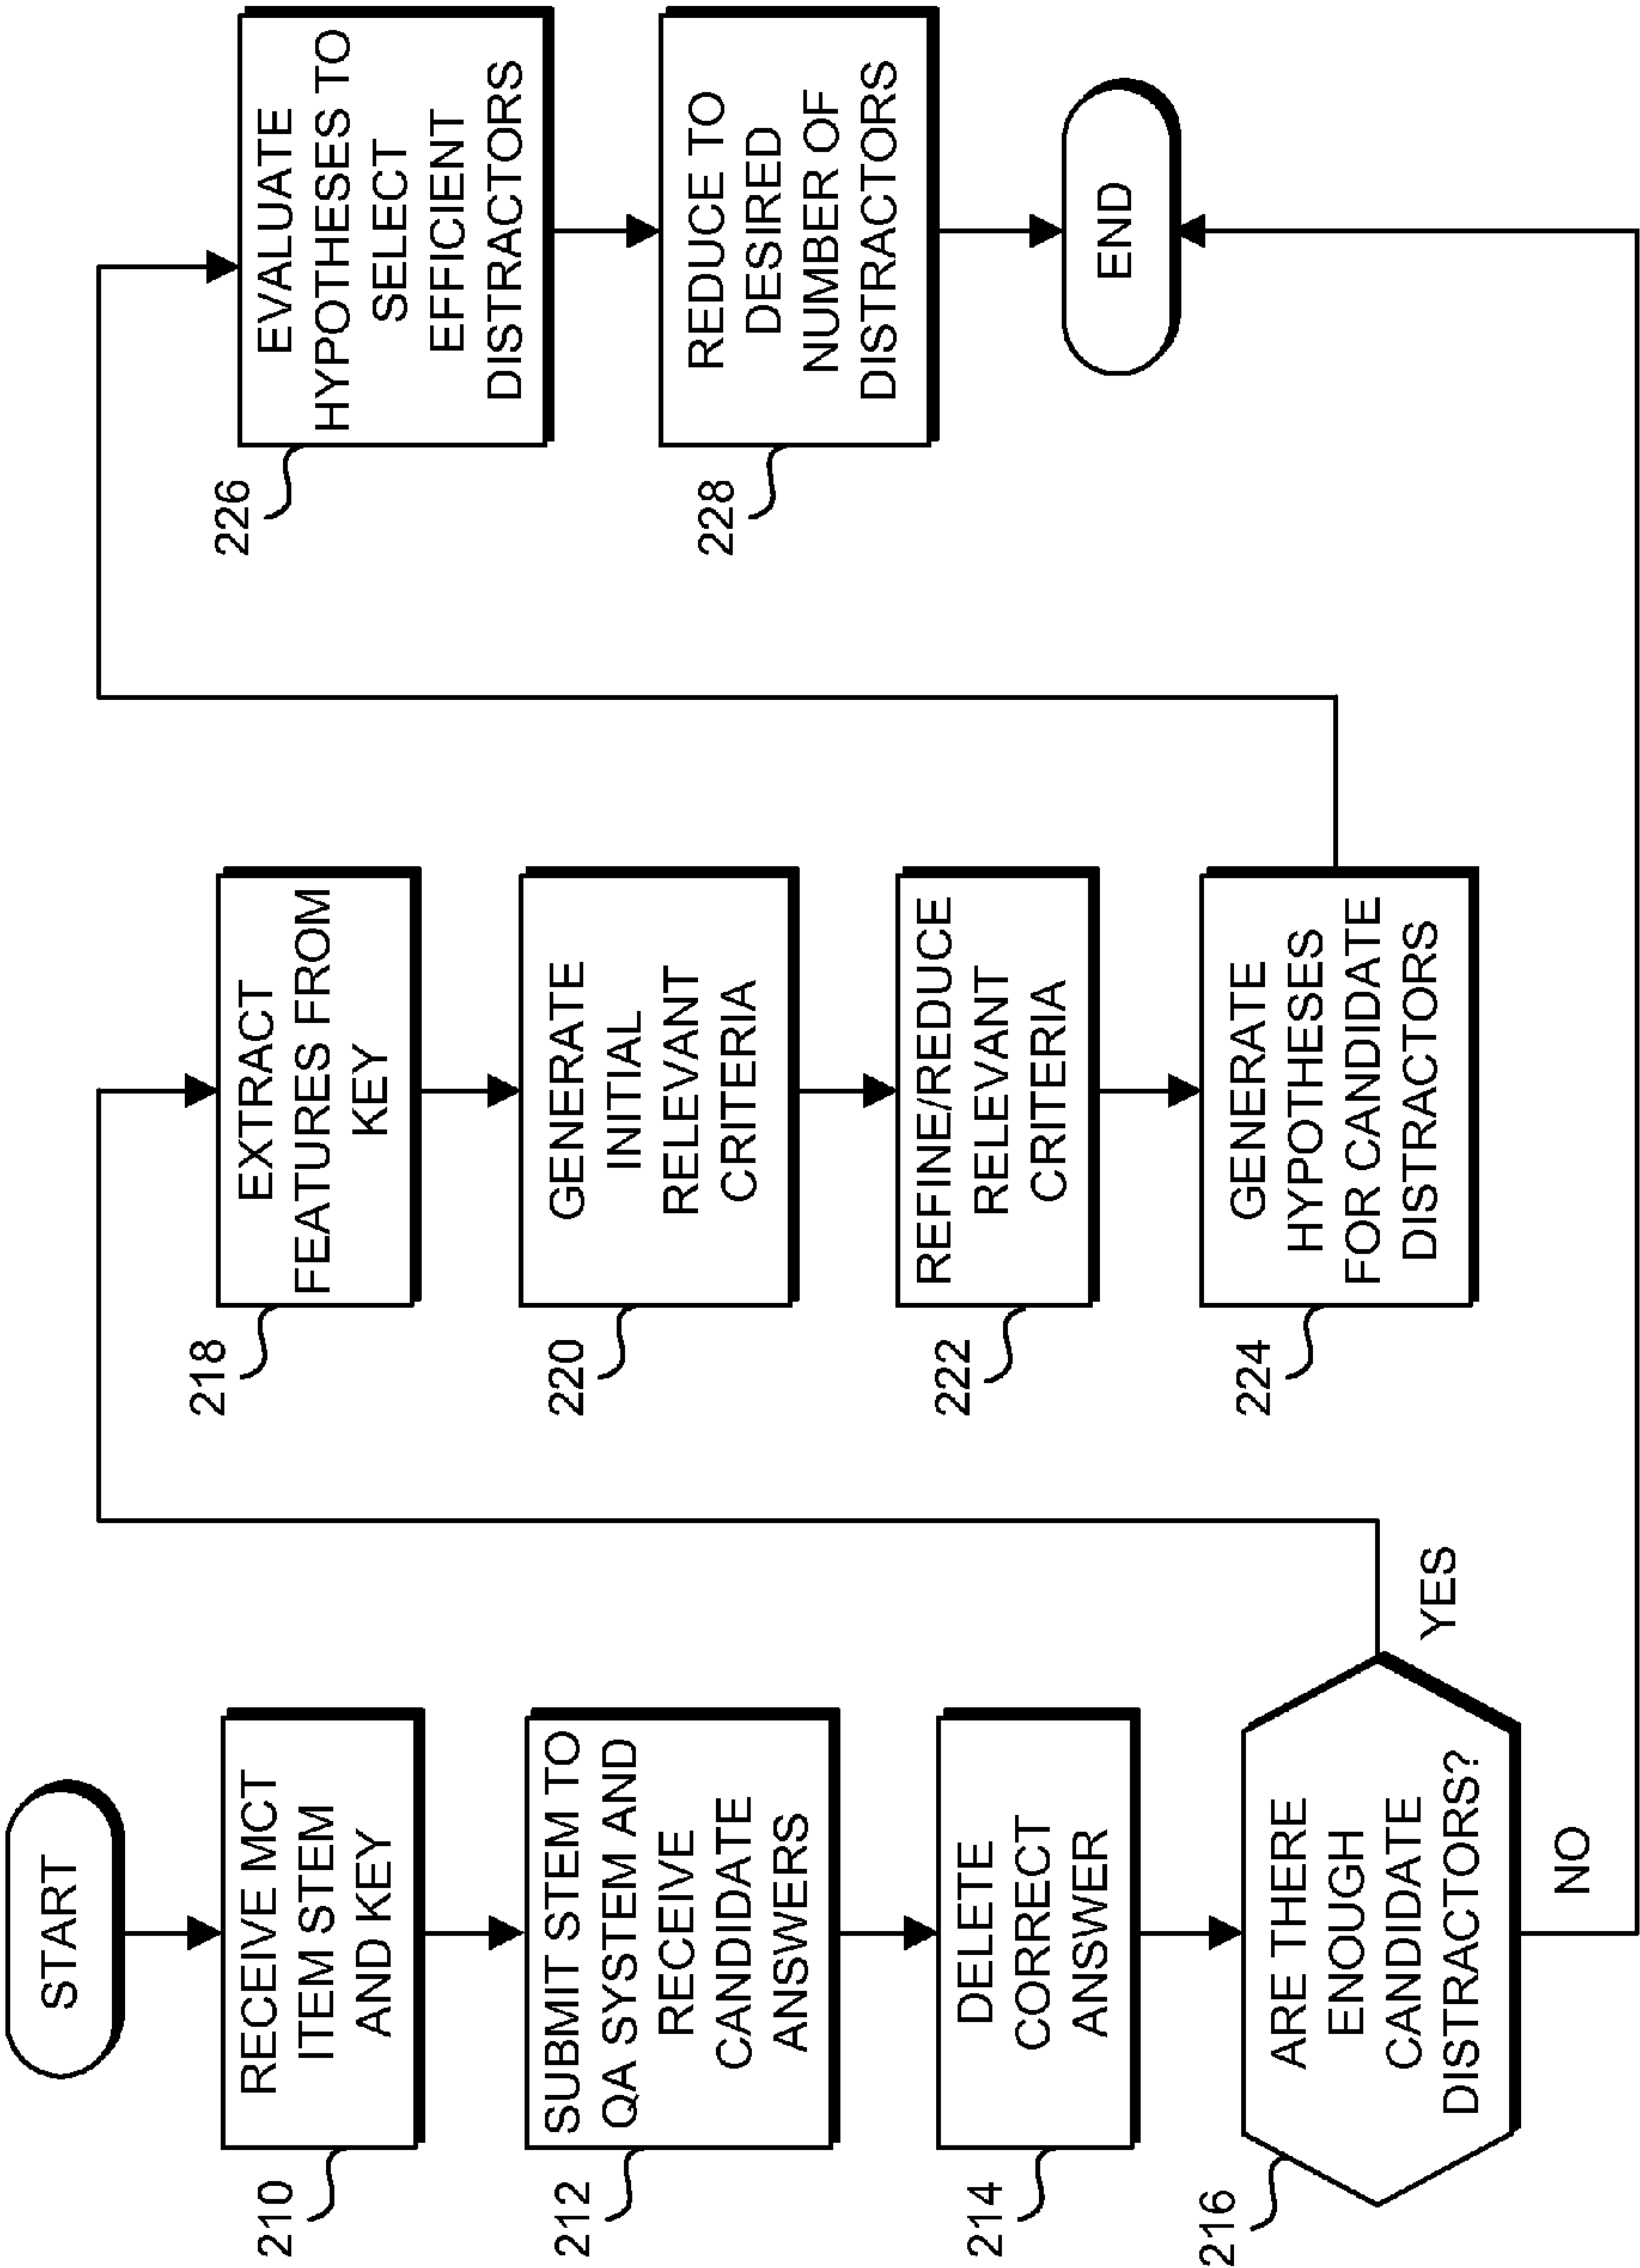 START
210
RECEIVE MCT
ITEM STEM
AND KEY
212
SUBMIT STEM TO
QA SYSTEM AND
RECEIVE
CANDIDATE
ANSWERS
214
DELETE
CORRECT
ANSWER
216
ARE THERE
ENOUGH
CANDIDATE
DISTRACTORS?
YES
NO
218
EXTRACT
FEATURES FROM
KEY
220
GENERATE
INITIAL
RELEVANT
CRITERIA
222
REFINE/REDUCE
RELEVANT
CRITERIA
224
GENERATE
HYPOTHESES
FOR CANDIDATE
DISTRACTORS
226
EVALUATE
HYPOTHESES TO
SELECT
EFFICIENT
DISTRACTORS
228
REDUCE TO
DESIRED
NUMBER OF
DISTRACTORS
END